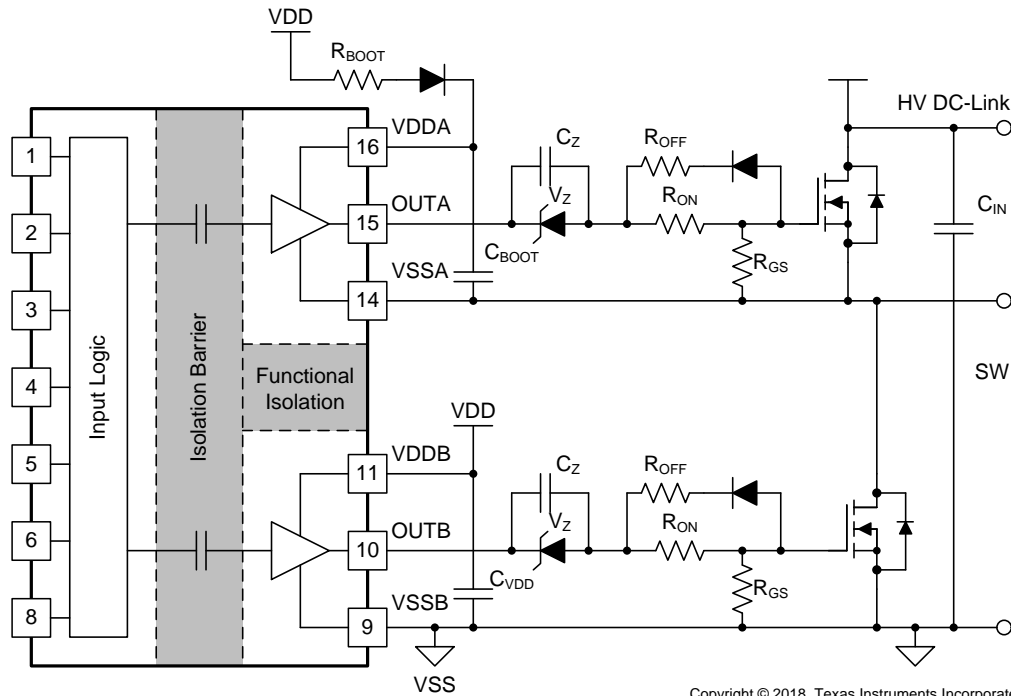 VDD
RBOOT
HV DC-Link
1
2
3
4
5
6
8
Input Logic
Isolation Barrier
Functional
Isolation
16
VDDA
15
OUTA
14
VSSA
CBOOT
CZ
VZ
ROFF
RON
RGS
CIN
SW
VDD
11
VDDB
10
OUTB
9
VSSB
CVDD
CZ
VZ
ROFF
RON
RGS
VSS
Copyright © 2018, Texas Instruments Incorporate